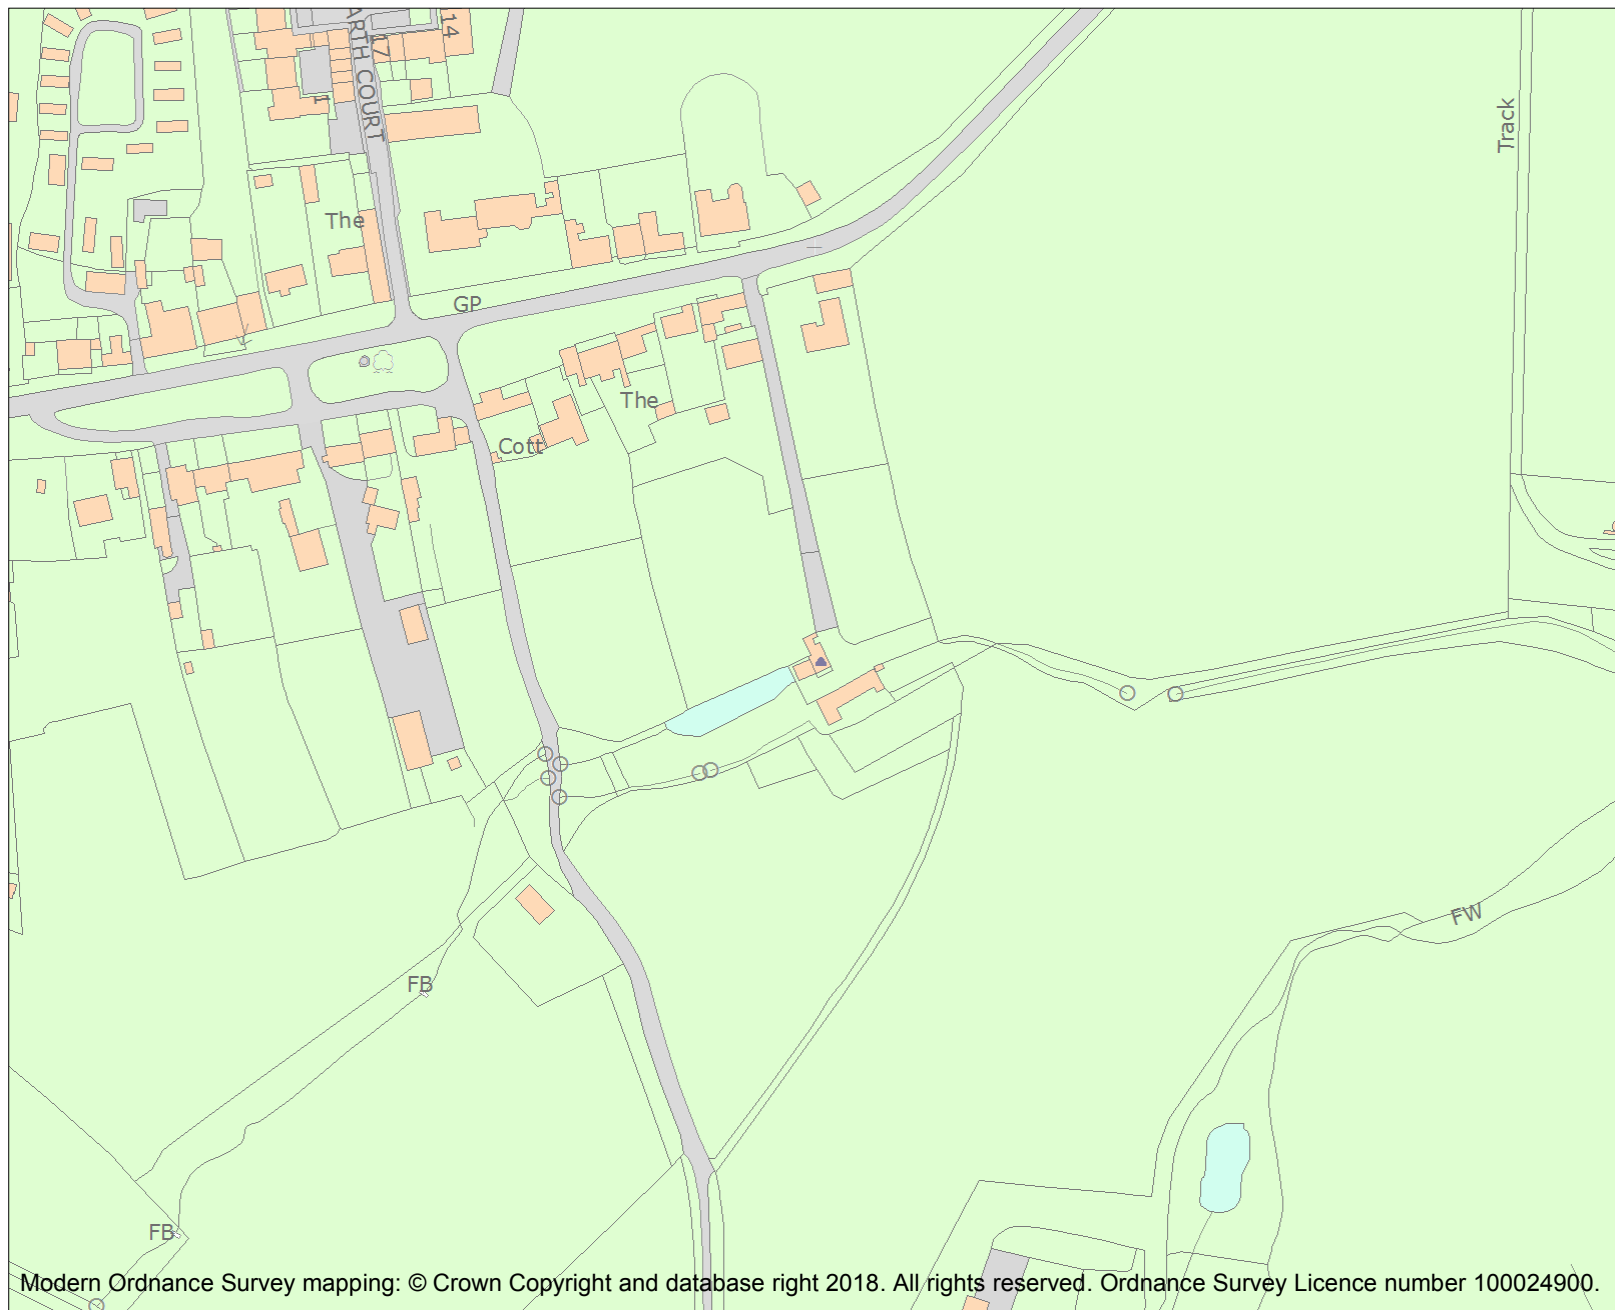 ARTH COURT
17
14
1
Track
The
GP
The
Cott
FW
FB
FB
Modern Ordnance Survey mapping: © Crown Copyright and database right 2018. All rights reserved. Ordnance Survey Licence number 100024900.